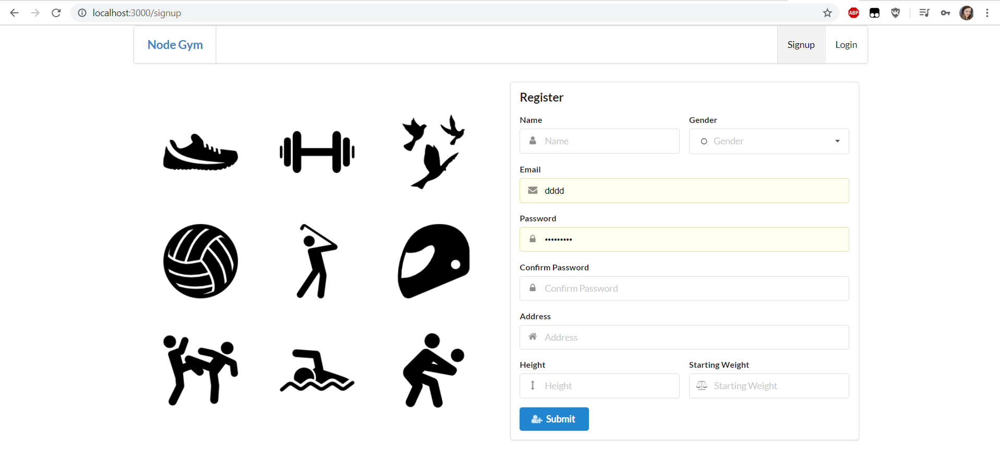 localhost:3000/signup
ABP
Node Gym
Signup
Login
Register
Name
Gender
Name
Gender
Email
dddd
Password
•••••••••
Confirm Password
Confirm Password
Address
Address
Height
Starting Weight
Height
Starting Weight
Submit